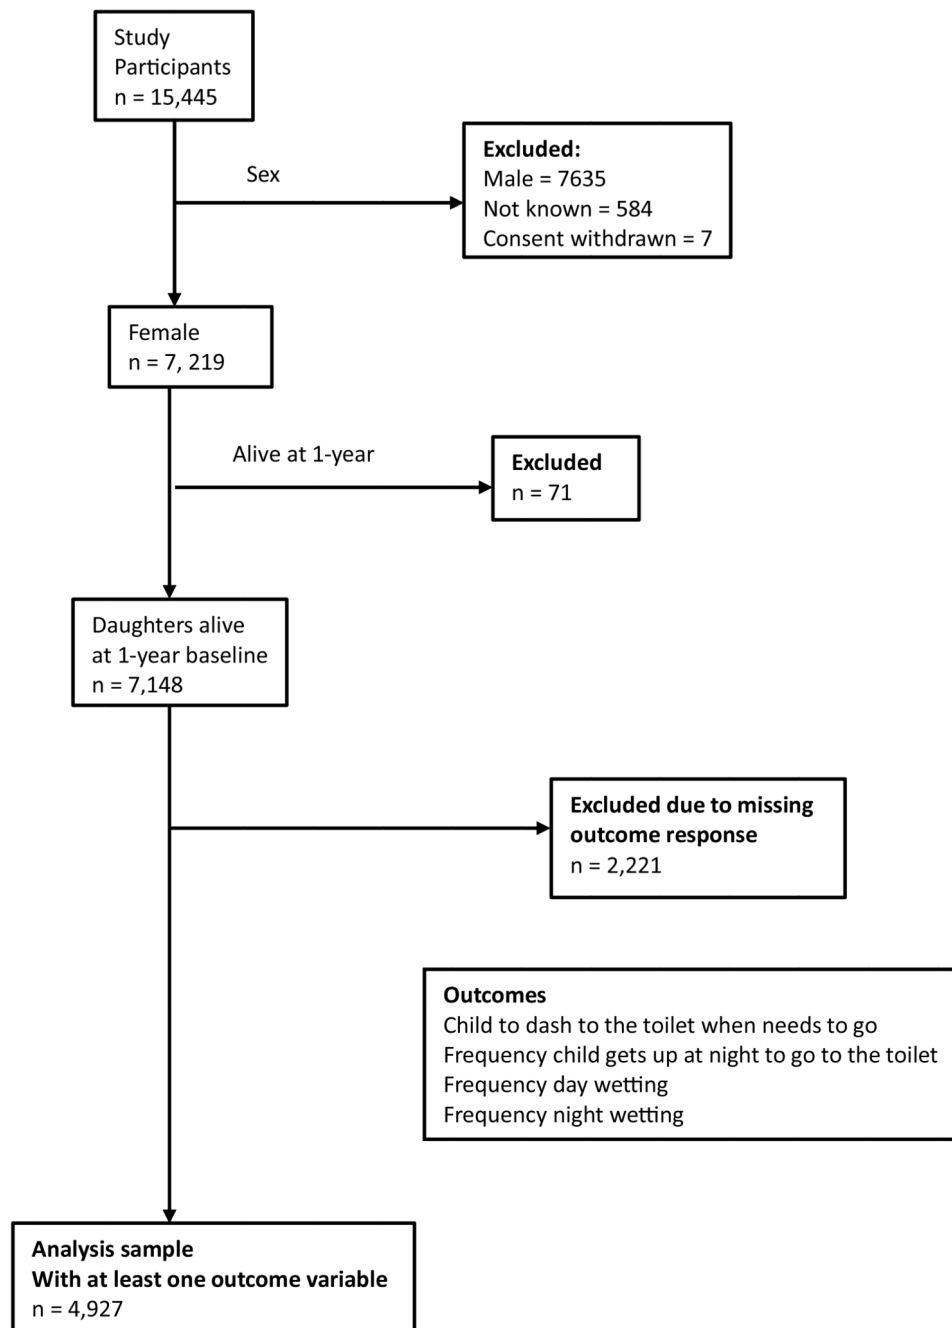 Study
Participants
n = 15,445
Sex
Excluded:
Male = 7635
Not known = 584
Consent withdrawn = 7
Female
n = 7, 219
Alive at 1-year
Excluded
n = 71
Daughters alive
at 1-year baseline
n = 7,148
Excluded due to missing
outcome response
n = 2,221
Outcomes
Child to dash to the toilet when needs to go
Frequency child gets up at night to go to the toilet
Frequency day wetting
Frequency night wetting
Analysis sample
With at least one outcome variable
n = 4,927